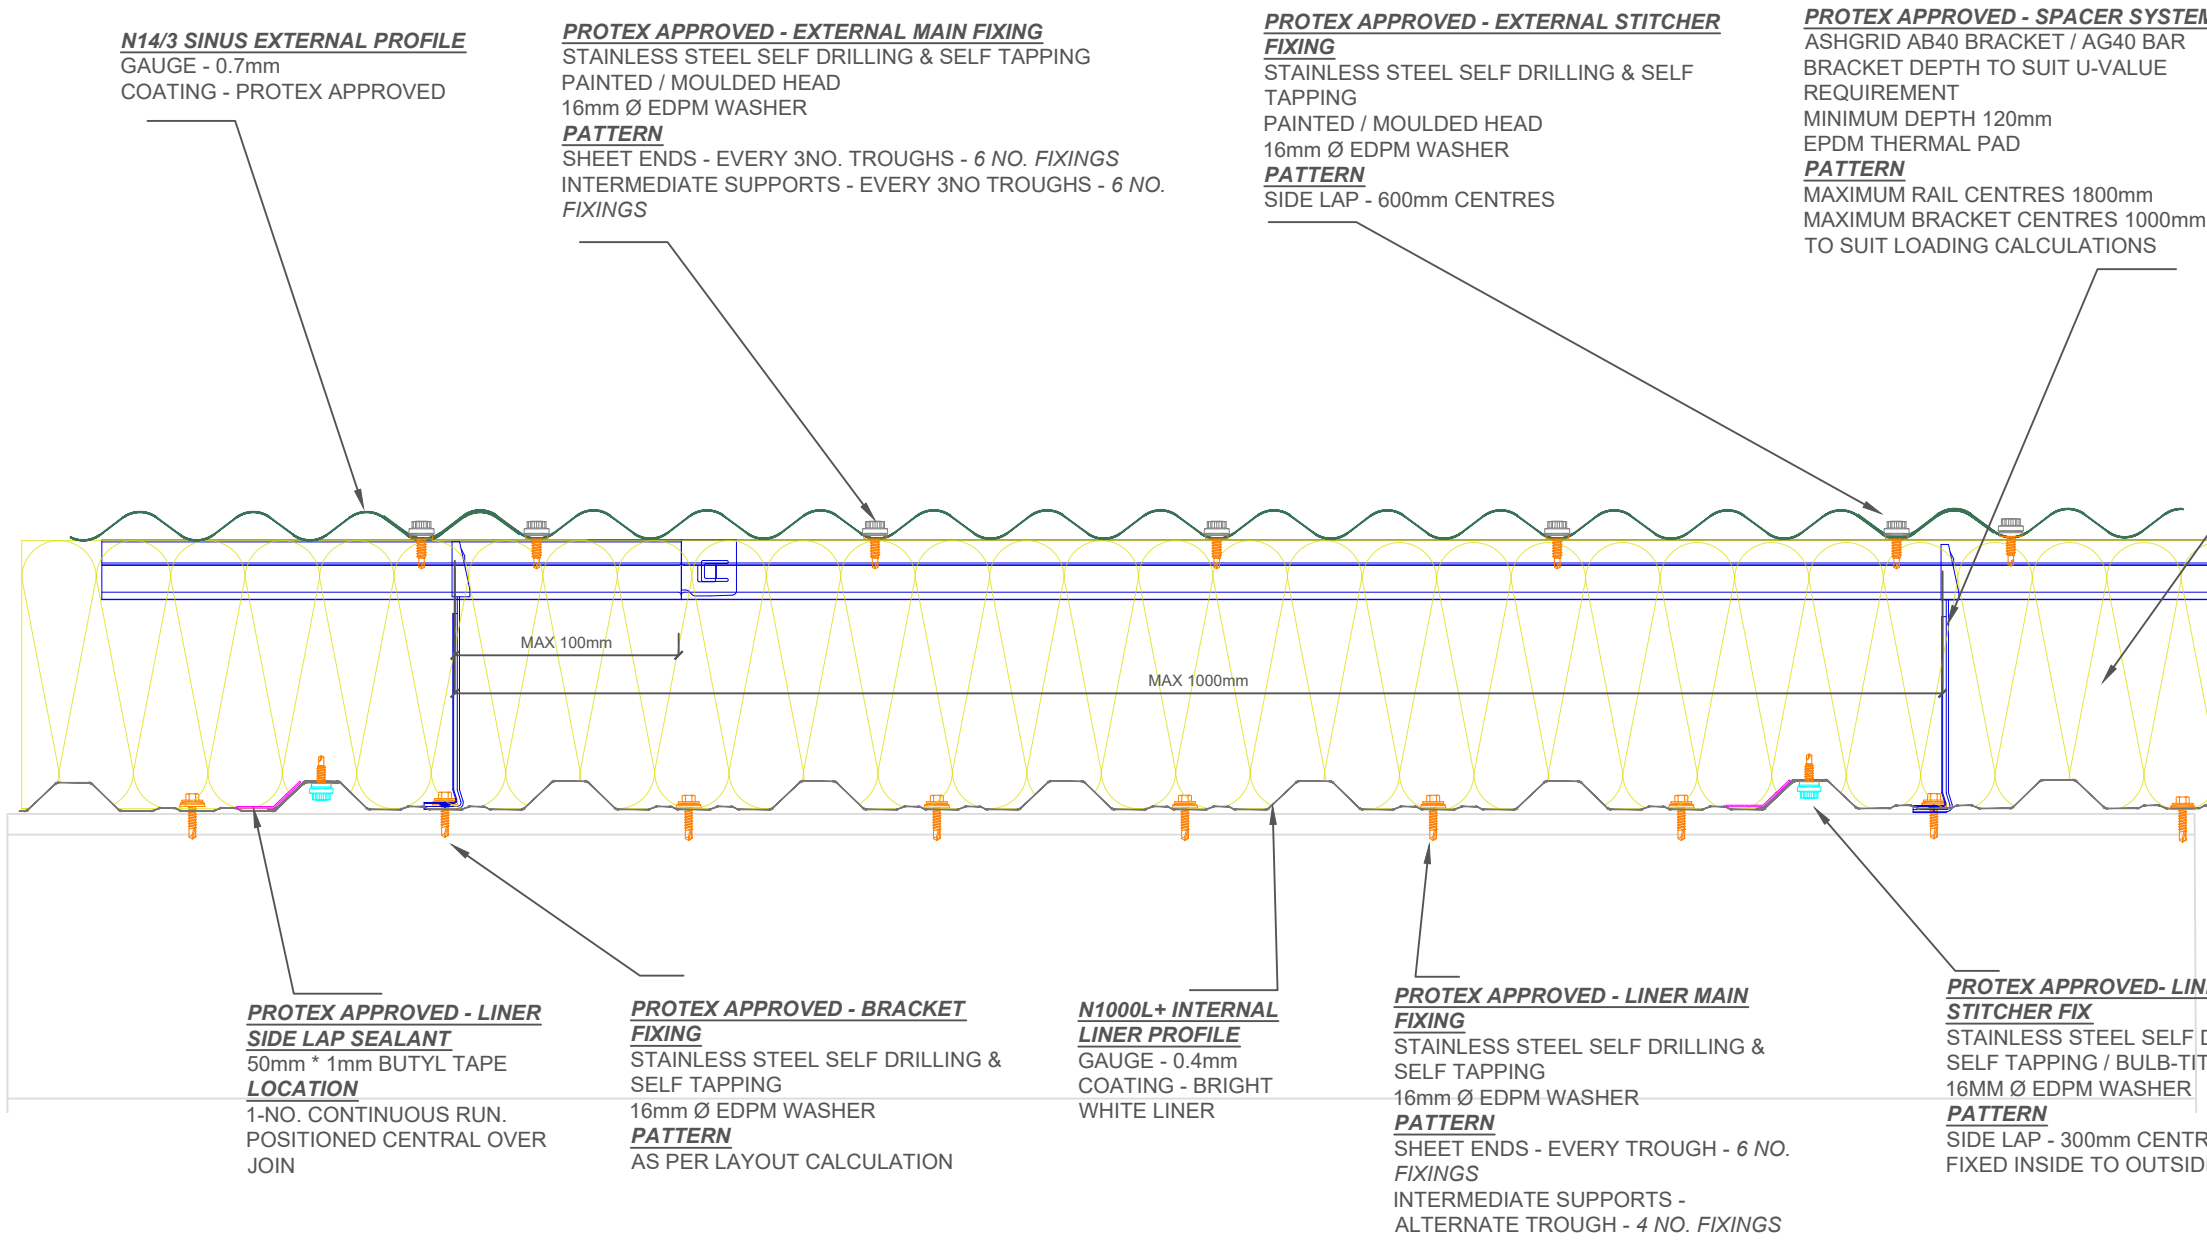 N14/3 SINUS EXTERNAL PROFILE
GAUGE - 0.7mm
COATING - PROTEX APPROVED
PROTEX APPROVED - EXTERNAL MAIN FIXING
STAINLESS STEEL SELF DRILLING & SELF TAPPING
PAINTED / MOULDED HEAD
16mm Ø EDPM WASHER
PATTERN
SHEET ENDS - EVERY 3NO. TROUGHS - 6 NO. FIXINGS
INTERMEDIATE SUPPORTS - EVERY 3NO TROUGHS - 6 NO.
FIXINGS
PROTEX APPROVED - EXTERNAL STITCHER
FIXING
STAINLESS STEEL SELF DRILLING & SELF
TAPPING
PAINTED / MOULDED HEAD
16mm Ø EDPM WASHER
PATTERN
SIDE LAP - 600mm CENTRES
PROTEX APPROVED - SPACER SYSTEM
ASHGRID AB40 BRACKET / AG40 BAR
BRACKET DEPTH TO SUIT U-VALUE
REQUIREMENT
MINIMUM DEPTH 120mm
EPDM THERMAL PAD
PATTERN
MAXIMUM RAIL CENTRES 1800mm
MAXIMUM BRACKET CENTRES 1000mm
TO SUIT LOADING CALCULATIONS
MAX 100mm
MAX 1000mm
PROTEX APPROVED - LINER
SIDE LAP SEALANT
50mm * 1mm BUTYL TAPE
LOCATION
1-NO. CONTINUOUS RUN.
POSITIONED CENTRAL OVER
JOIN
PROTEX APPROVED - BRACKET
FIXING
STAINLESS STEEL SELF DRILLING &
SELF TAPPING
16mm Ø EDPM WASHER
PATTERN
AS PER LAYOUT CALCULATION
N1000L+ INTERNAL
LINER PROFILE
GAUGE - 0.4mm
COATING - BRIGHT
WHITE LINER
PROTEX APPROVED - LINER MAIN
FIXING
STAINLESS STEEL SELF DRILLING &
SELF TAPPING
16mm Ø EDPM WASHER
PATTERN
SHEET ENDS - EVERY TROUGH - 6 NO.
FIXINGS
INTERMEDIATE SUPPORTS -
ALTERNATE TROUGH - 4 NO. FIXINGS
PROTEX APPROVED- LIN
STITCHER FIX
STAINLESS STEEL SELF D
SELF TAPPING / BULB-TIT
16MM Ø EDPM WASHER
PATTERN
SIDE LAP - 300mm CENTR
FIXED INSIDE TO OUTSID